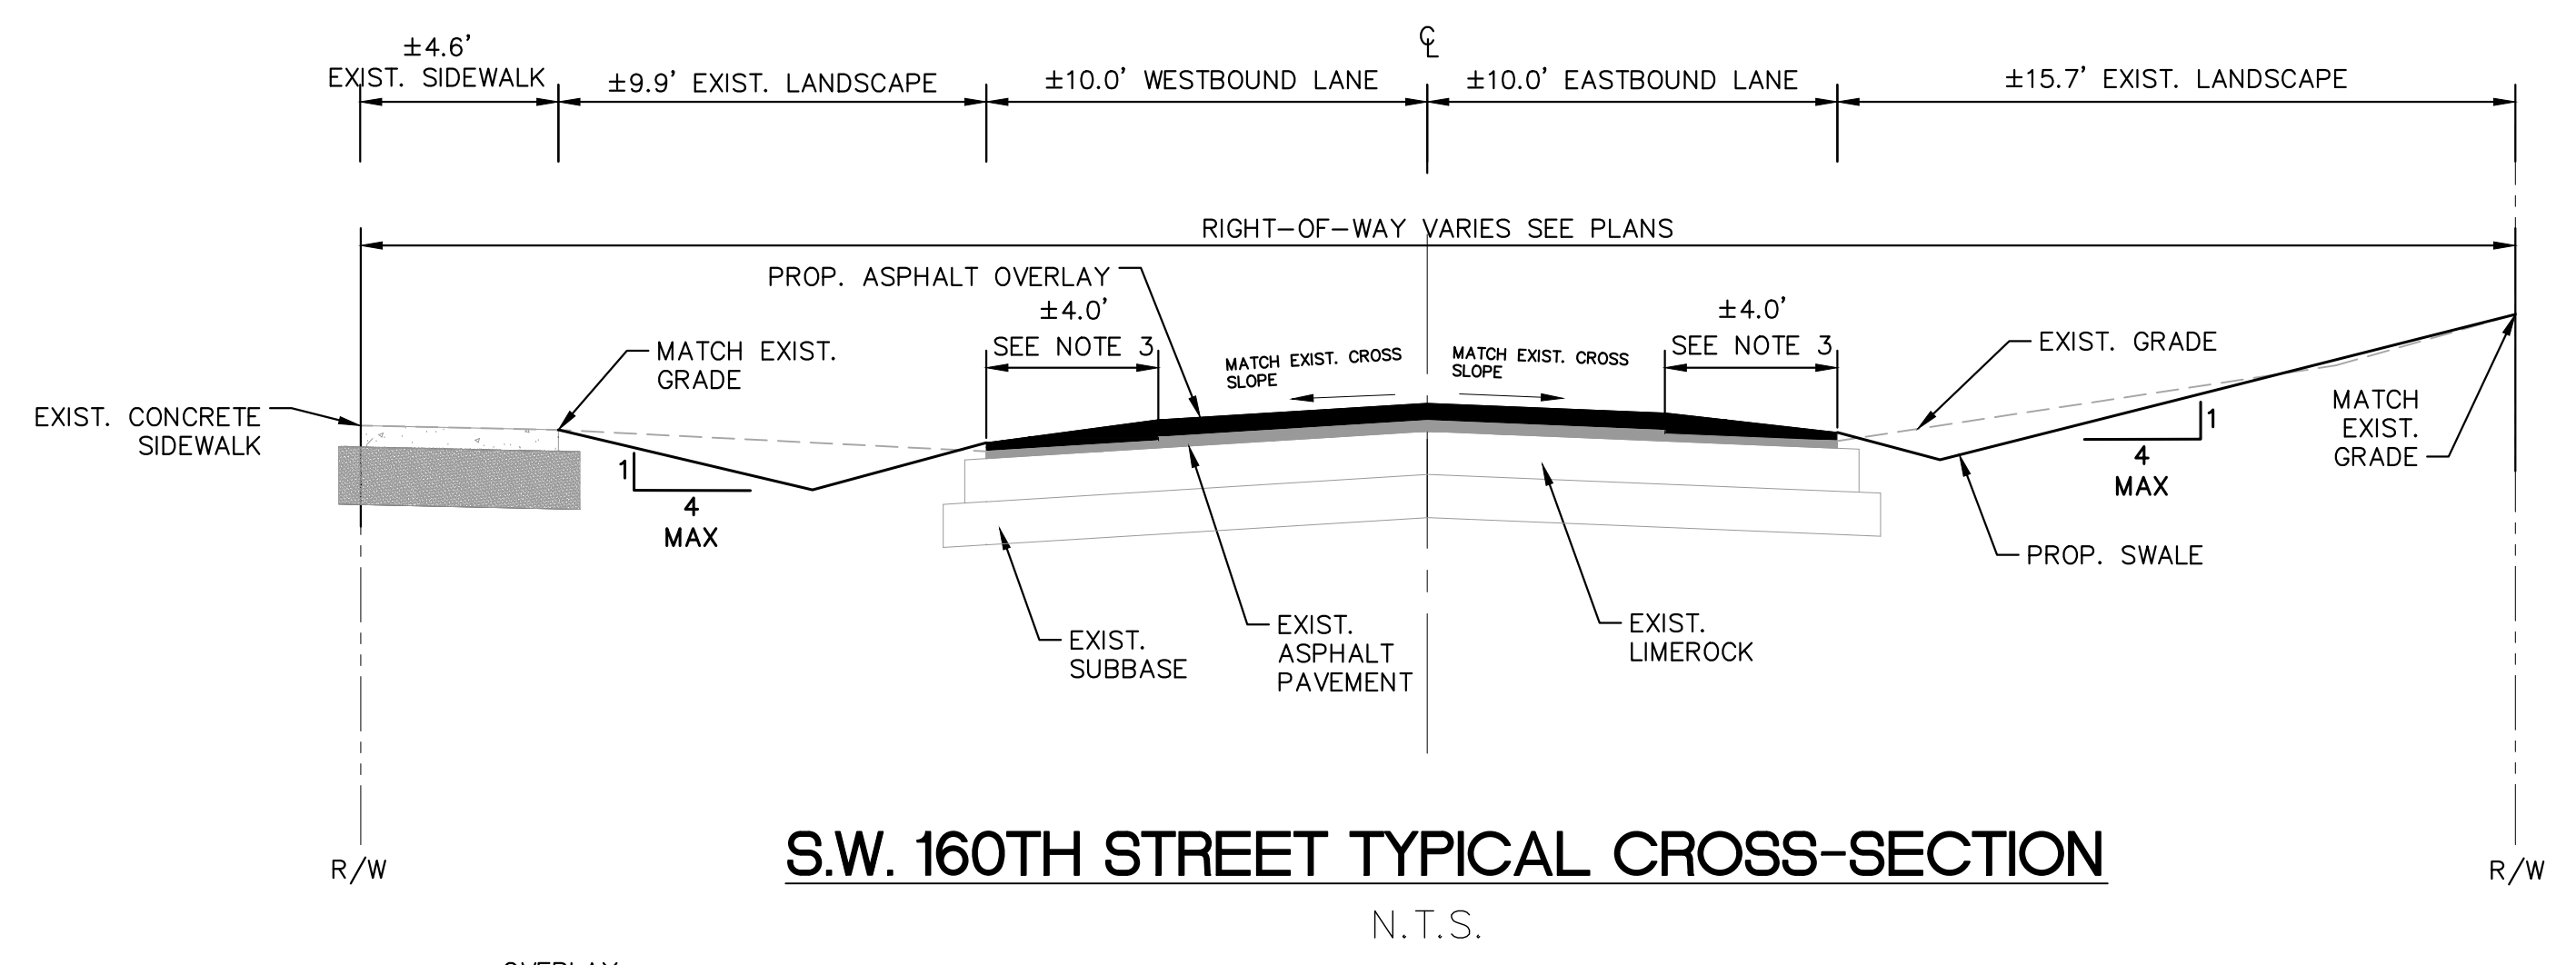 ±4.6'
EXIST. SIDEWALK
±9.9' EXIST. LANDSCAPE
±10.0' WESTBOUND LANE
℄
±10.0' EASTBOUND LANE
±15.7' EXIST. LANDSCAPE
RIGHT-OF-WAY VARIES SEE PLANS
PROP. ASPHALT OVERLAY
±4.0'
SEE NOTE 3
MATCH EXIST. CROSS
SLOPE
MATCH EXIST. CROSS
SLOPE
±4.0'
SEE NOTE 3
EXIST. GRADE
MATCH EXIST.
GRADE
EXIST. CONCRETE
SIDEWALK
1
4
MAX
1
4
MAX
MATCH
EXIST.
GRADE
PROP. SWALE
EXIST.
SUBBASE
EXIST.
ASPHALT
PAVEMENT
EXIST.
LIMEROCK
R/W
R/W
S.W. 160TH STREET TYPICAL CROSS-SECTION
N.T.S.